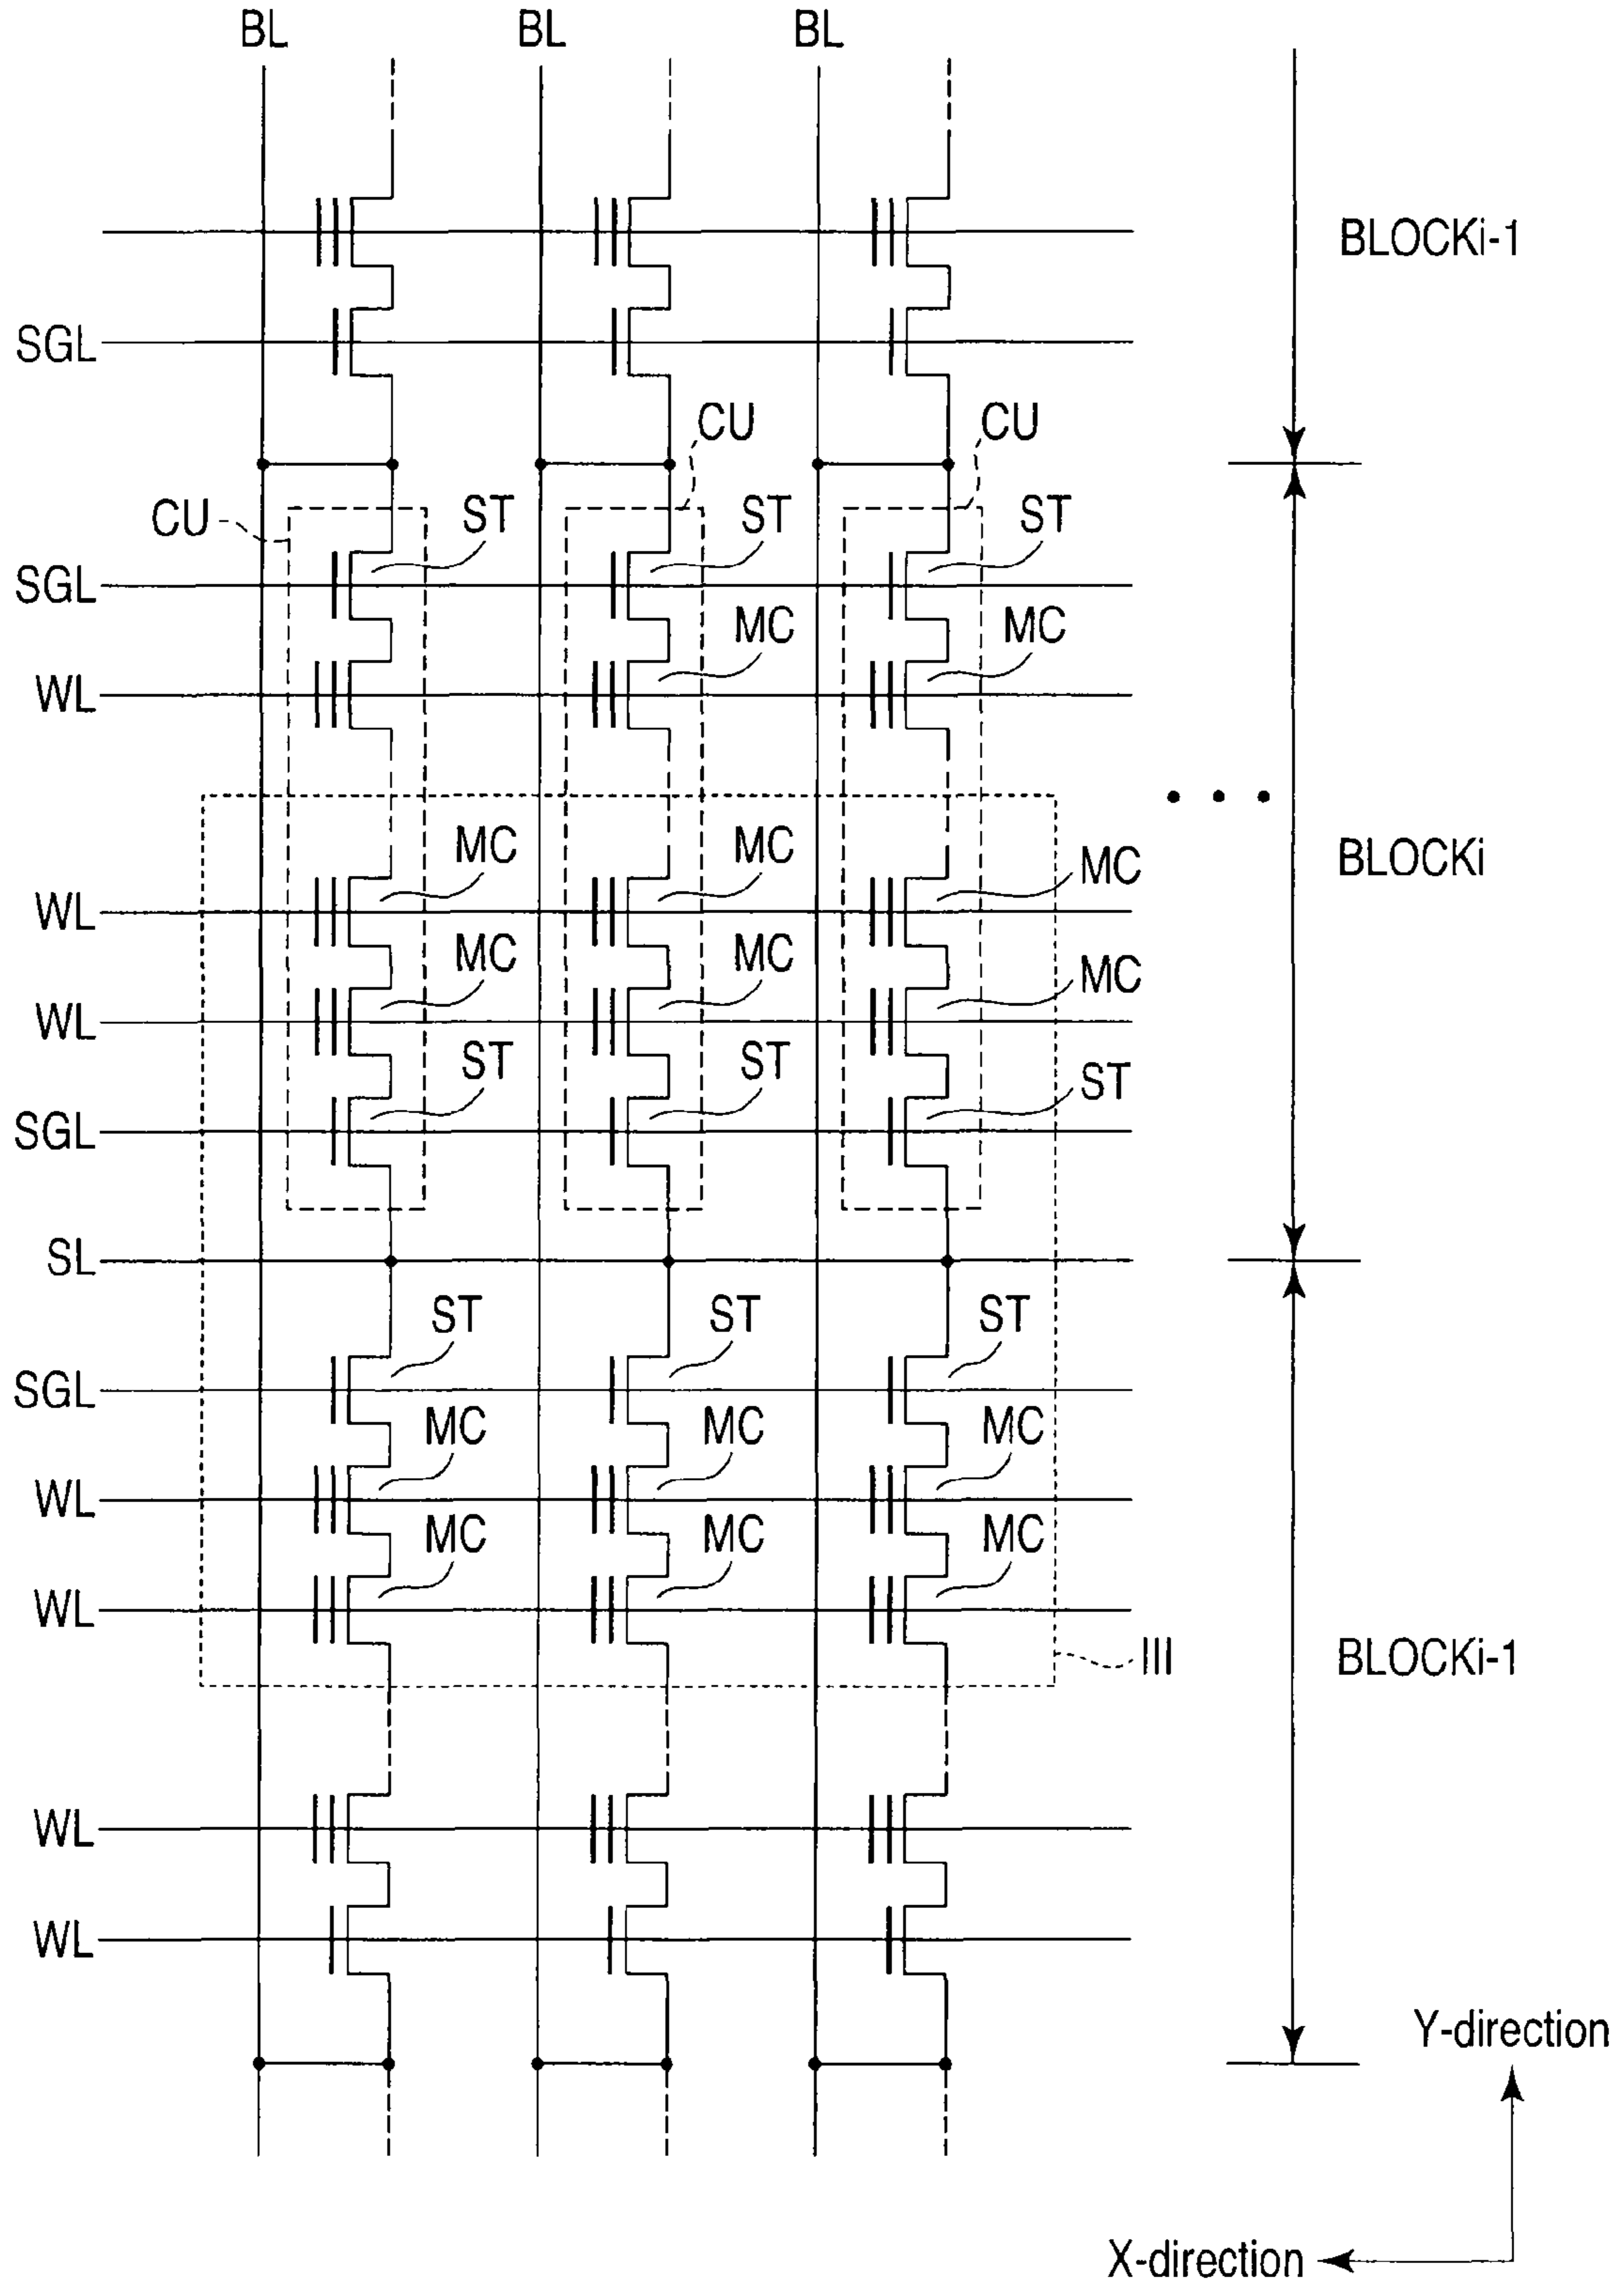 BL BL BL
BLOCKi-1
SGL
CU CU
CU ST ST ST
SGL
MC MC
WL
• • •
MC MC MC
BLOCKi
WL
MC MC MC
WL
ST ST ST
SGL
SL
ST ST ST
SGL
MC MC MC
WL
MC MC MC
WL
III BLOCKi-1
WL
WL
Y-direction
X-direction